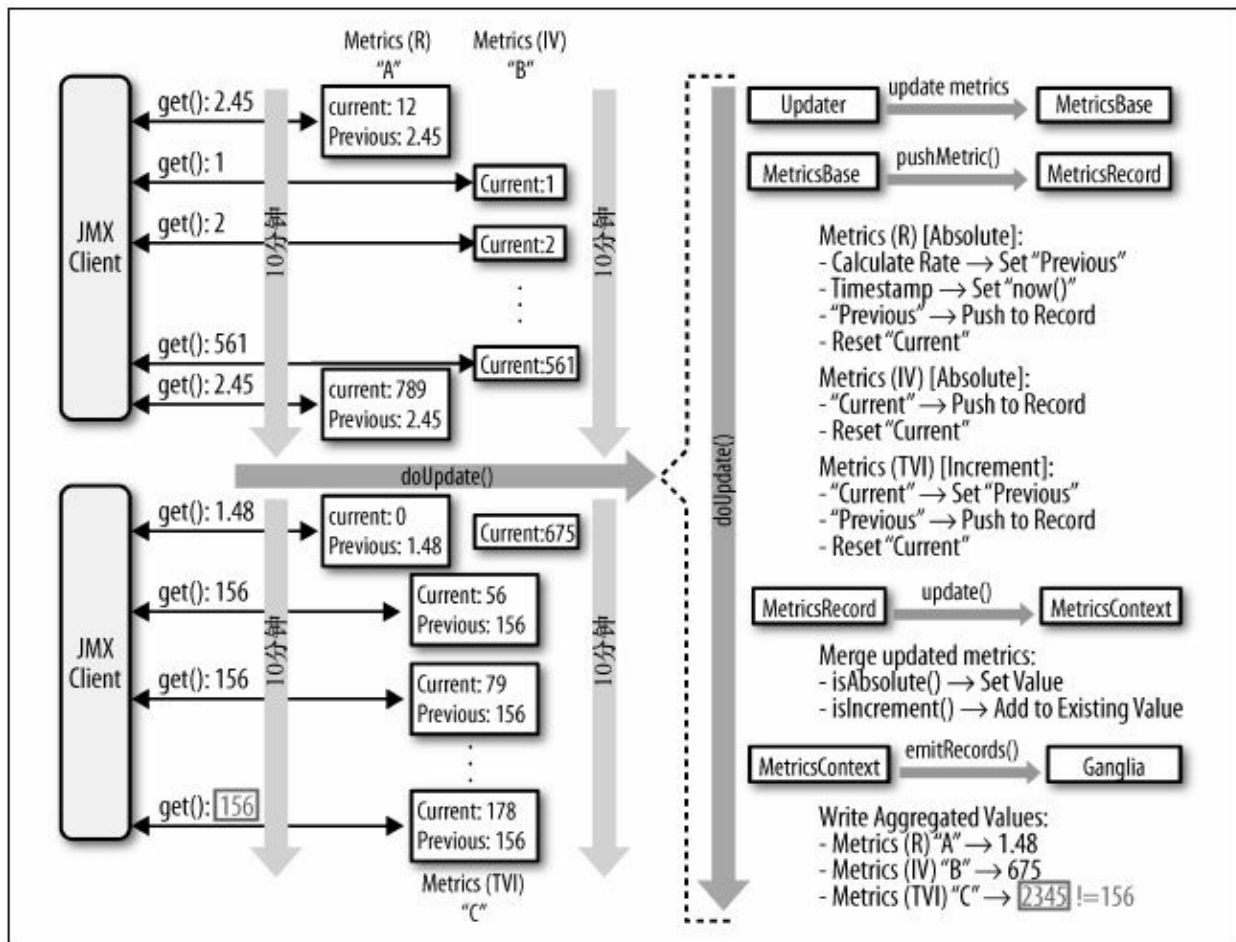 Metrics (R)
“A”
Metrics (IV)
“B”
JMX
Client
get(): 2.45
current: 12
Previous: 2.45
get(): 1
Current:1
get(): 2
Current:2
10分钟
10分钟
get(): 561
Current:561
get(): 2.45
current: 789
Previous: 2.45
doUpdate()
JMX
Client
get(): 1.48
current: 0
Previous: 1.48
Current:675
get(): 156
Current: 56
Previous: 156
10分钟
10分钟
get(): 156
Current: 79
Previous: 156
get(): 156
Current: 178
Previous: 156
Metrics (TVI)
“C”
doUpdate()
Updater
update metrics
MetricsBase
MetricsBase
pushMetric()
MetricsRecord
Metrics (R) [Absolute]:
- Calculate Rate → Set “Previous”
- Timestamp → Set “now()”
- “Previous” → Push to Record
- Reset “Current”
Metrics (IV) [Absolute]:
- “Current” → Push to Record
- Reset “Current”
Metrics (TVI) [Increment]:
- “Current” → Set “Previous”
- “Previous” → Push to Record
- Reset “Current”
MetricsRecord
update()
MetricsContext
Merge updated metrics:
- isAbsolute() → Set Value
- isIncrement() → Add to Existing Value
MetricsContext
emitRecords()
Ganglia
Write Aggregated Values:
- Metrics (R) “A” → 1.48
- Metrics (IV) “B” → 675
- Metrics (TVI) “C” → 2345 !=156